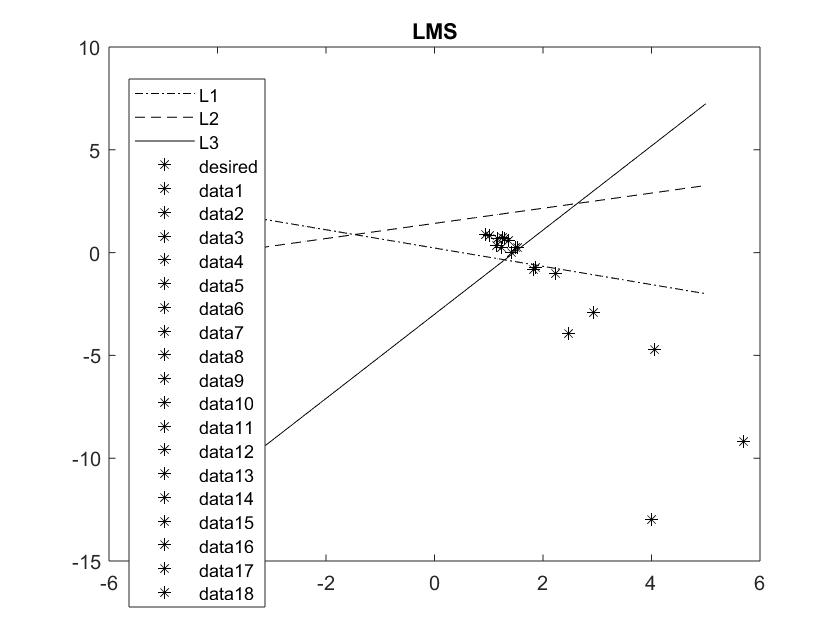 LMS
10
5
0
-5
-10
-15
-6
-2
0
2
4
6
L1
L2
L3
desired
data1
data2
data3
data4
data5
data6
data7
data8
data9
data10
data11
data12
data13
data14
data15
data16
data17
data18